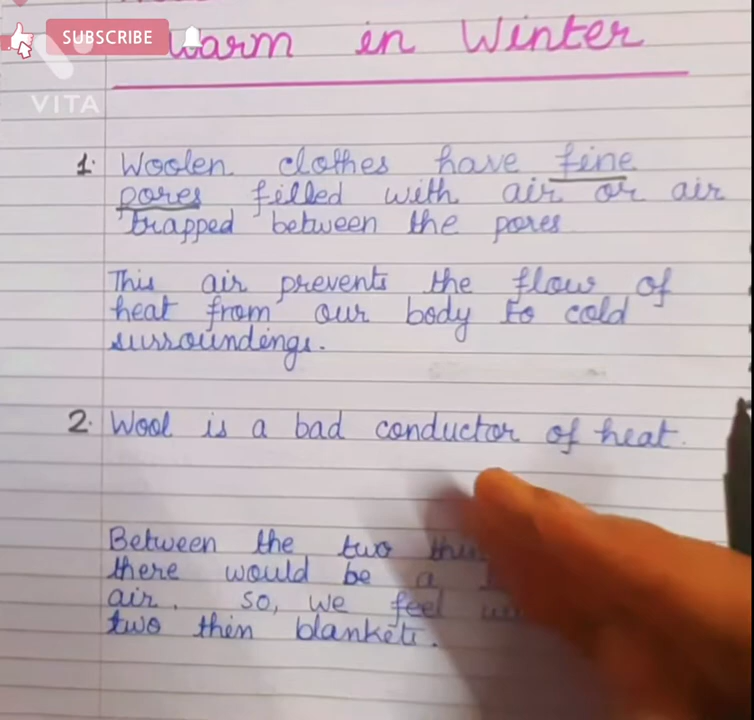 SUBSCRIBE
warm in Winter
VITA
1. Woolen clothes have fine
pores filled with air or air
trapped between the pores
This air prevents the flow of
heat from our body to cold
surroundings.
2. Wool is a bad conductor of heat.
Between the two
there would be a
air. so, we feel
two thin blankets.